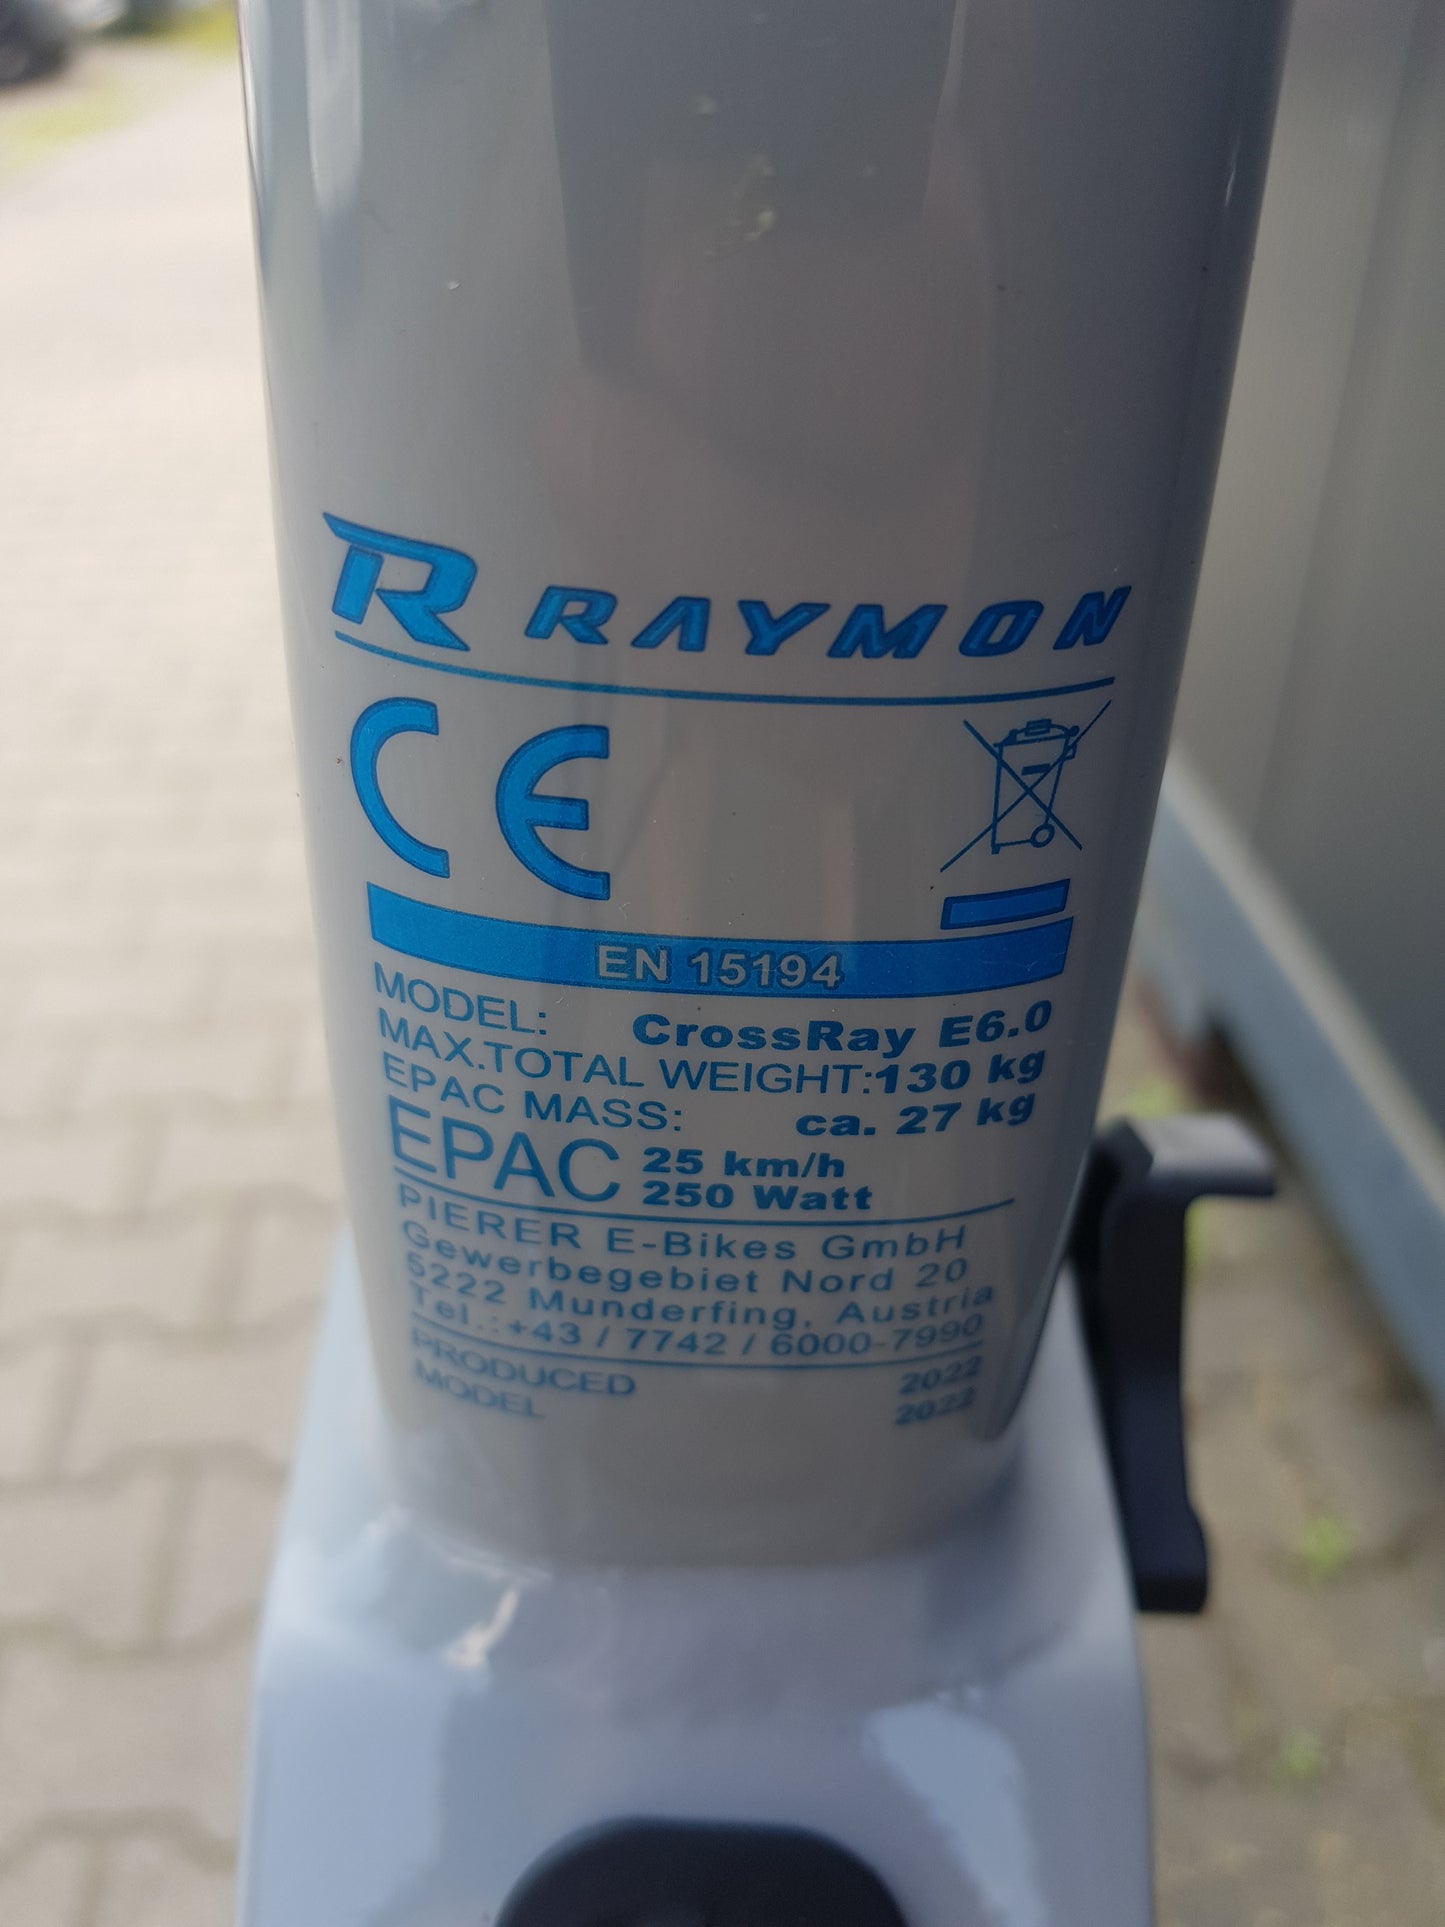 R RAYMON
CE
EN 15194
MODEL: CrossRay E6.0
MAX.TOTAL WEIGHT:130 kg
EPAC MASS: ca. 27 kg
EPAC 25 km/h
250 Watt
PIERER E-Bikes GmbH
Gewerbegebiet Nord 20
5222 Munderfing, Austria
Tel.:+43 / 7742 / 6000-7990
PRODUCED 2022
MODEL 2022